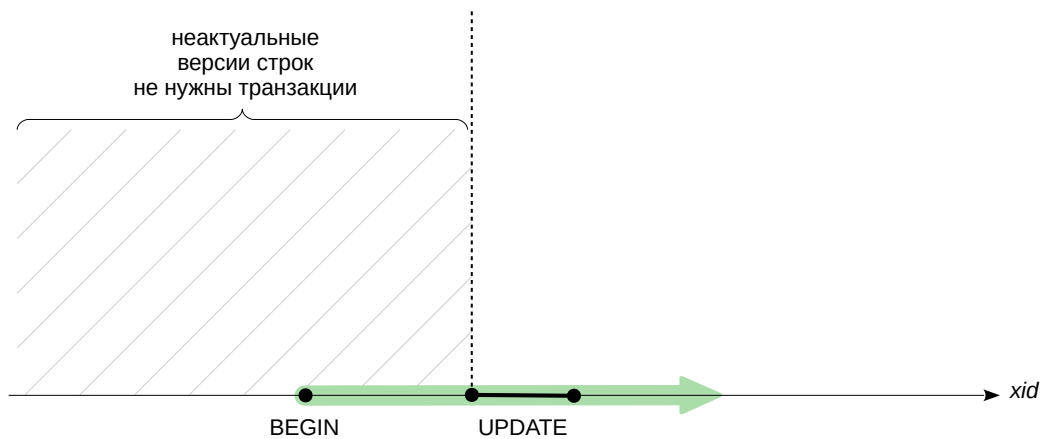 неактуальные
версии строк
не нужны транзакции
xid
BEGIN
UPDATE